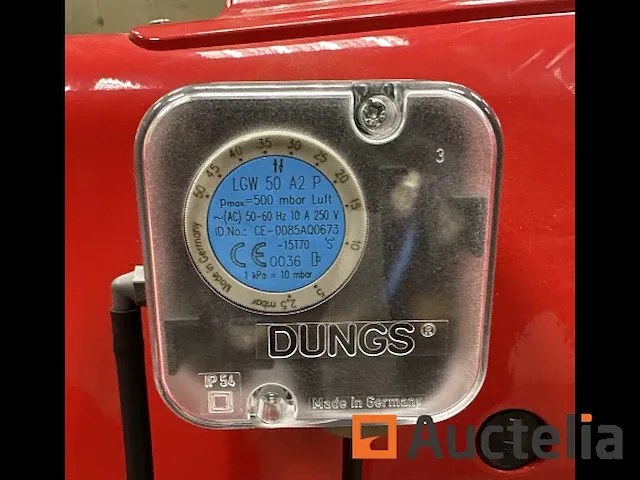 3
50 45 40 35 30 25 20 15 10 5 2,5 mbar
Made in Germany
LGW 50 A2 P
pmax=500 mbar Luft
~(AC) 50-60 Hz 10 A 250 V
ID.No.: CE-0085AQ0673
-15T70 'S'
CE 0036
1 kPa = 10 mbar
DUNGS®
IP 54
Made in Germany
Auctelia